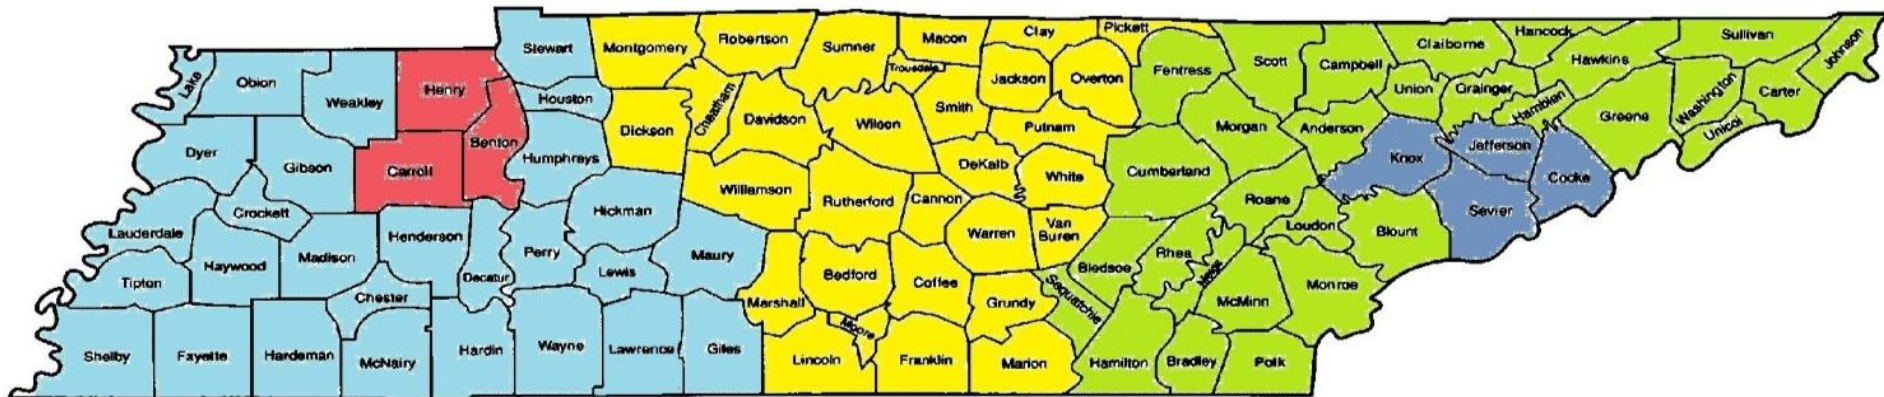 Lake
Obion
Weakley
Henry
Stewart
Montgomery
Robertson
Sumner
Macon
Clay
Pickett
Trousdale
Jackson
Overton
Fentress
Scott
Campbell
Claiborne
Hancock
Hawkins
Sullivan
Johnson
Houston
Benton
Dyer
Gibson
Carroll
Humphreys
Dickson
Cheatham
Davidson
Wilson
Smith
Putnam
Morgan
Anderson
Union
Grainger
Hamblen
Greene
Washington
Carter
Unicoi
Crockett
Lauderdale
Haywood
Madison
Henderson
Decatur
Perry
Hickman
Williamson
Rutherford
Cannon
DeKalb
White
Cumberland
Roane
Knox
Jefferson
Cocke
Sevier
Loudon
Blount
Tipton
Chester
Lewis
Maury
Marshall
Bedford
Coffee
Warren
Van
Buren
Bledsoe
Rhea
Meigs
McMinn
Monroe
Grundy
Sequatchie
Shelby
Fayette
Hardeman
McNairy
Hardin
Wayne
Lawrence
Giles
Lincoln
Moore
Franklin
Marion
Hamilton
Bradley
Polk